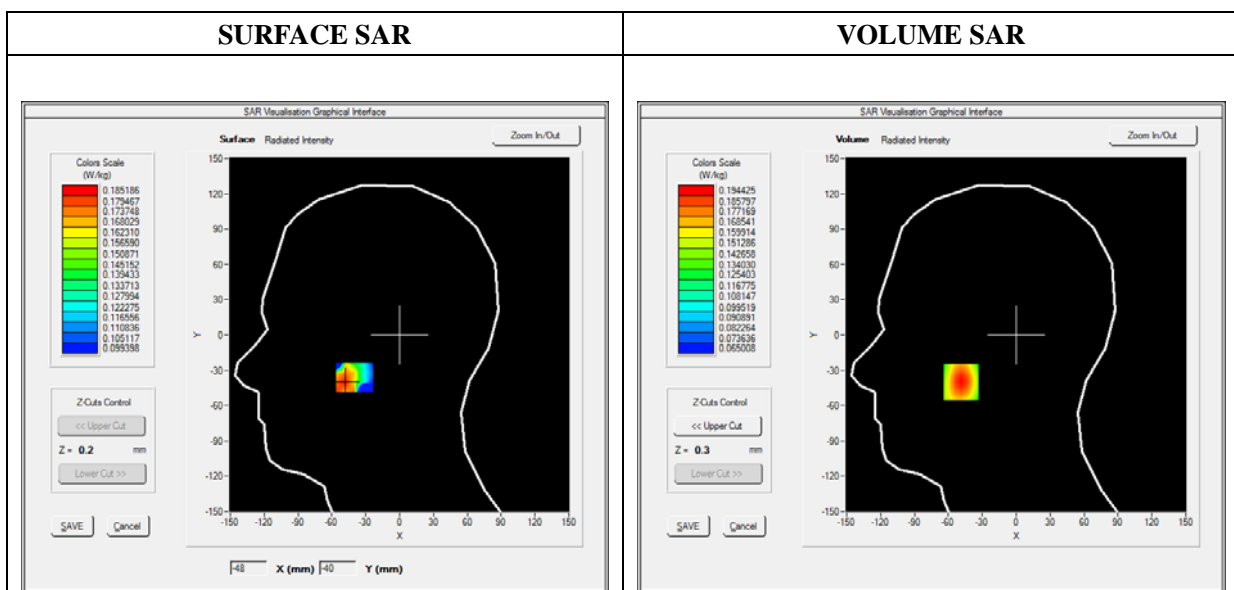 SURFACE SAR
VOLUME SAR
SAR Visualisation Graphical Interface
Surface Radiated Intensity
Zoom In/Out
Colors Scale
(W/kg)
0.185186
0.179467
0.173748
0.168029
0.162310
0.156590
0.150871
0.145152
0.139433
0.133713
0.127994
0.122275
0.116556
0.110836
0.105117
0.099398
Z-Cuts Control
<< Upper Cut
Z = 0.2 mm
Lower Cut >>
SAVE Cancel
150
120
90
60
30
0
-30
-60
-90
-120
-150
Y
-150 -120 -90 -60 -30 0 30 60 90 120 150
X
-48 X (mm) -40 Y (mm)
SAR Visualisation Graphical Interface
Volume Radiated Intensity
Zoom In/Out
Colors Scale
(W/kg)
0.194425
0.185797
0.177169
0.168541
0.159914
0.151286
0.142658
0.134030
0.125403
0.116775
0.108147
0.099519
0.090891
0.082264
0.073636
0.065008
Z-Cuts Control
<< Upper Cut
Z = 0.3 mm
Lower Cut >>
SAVE Cancel
150
120
90
60
30
0
-30
-60
-90
-120
-150
Y
-150 -120 -90 -60 -30 0 30 60 90 120 150
X